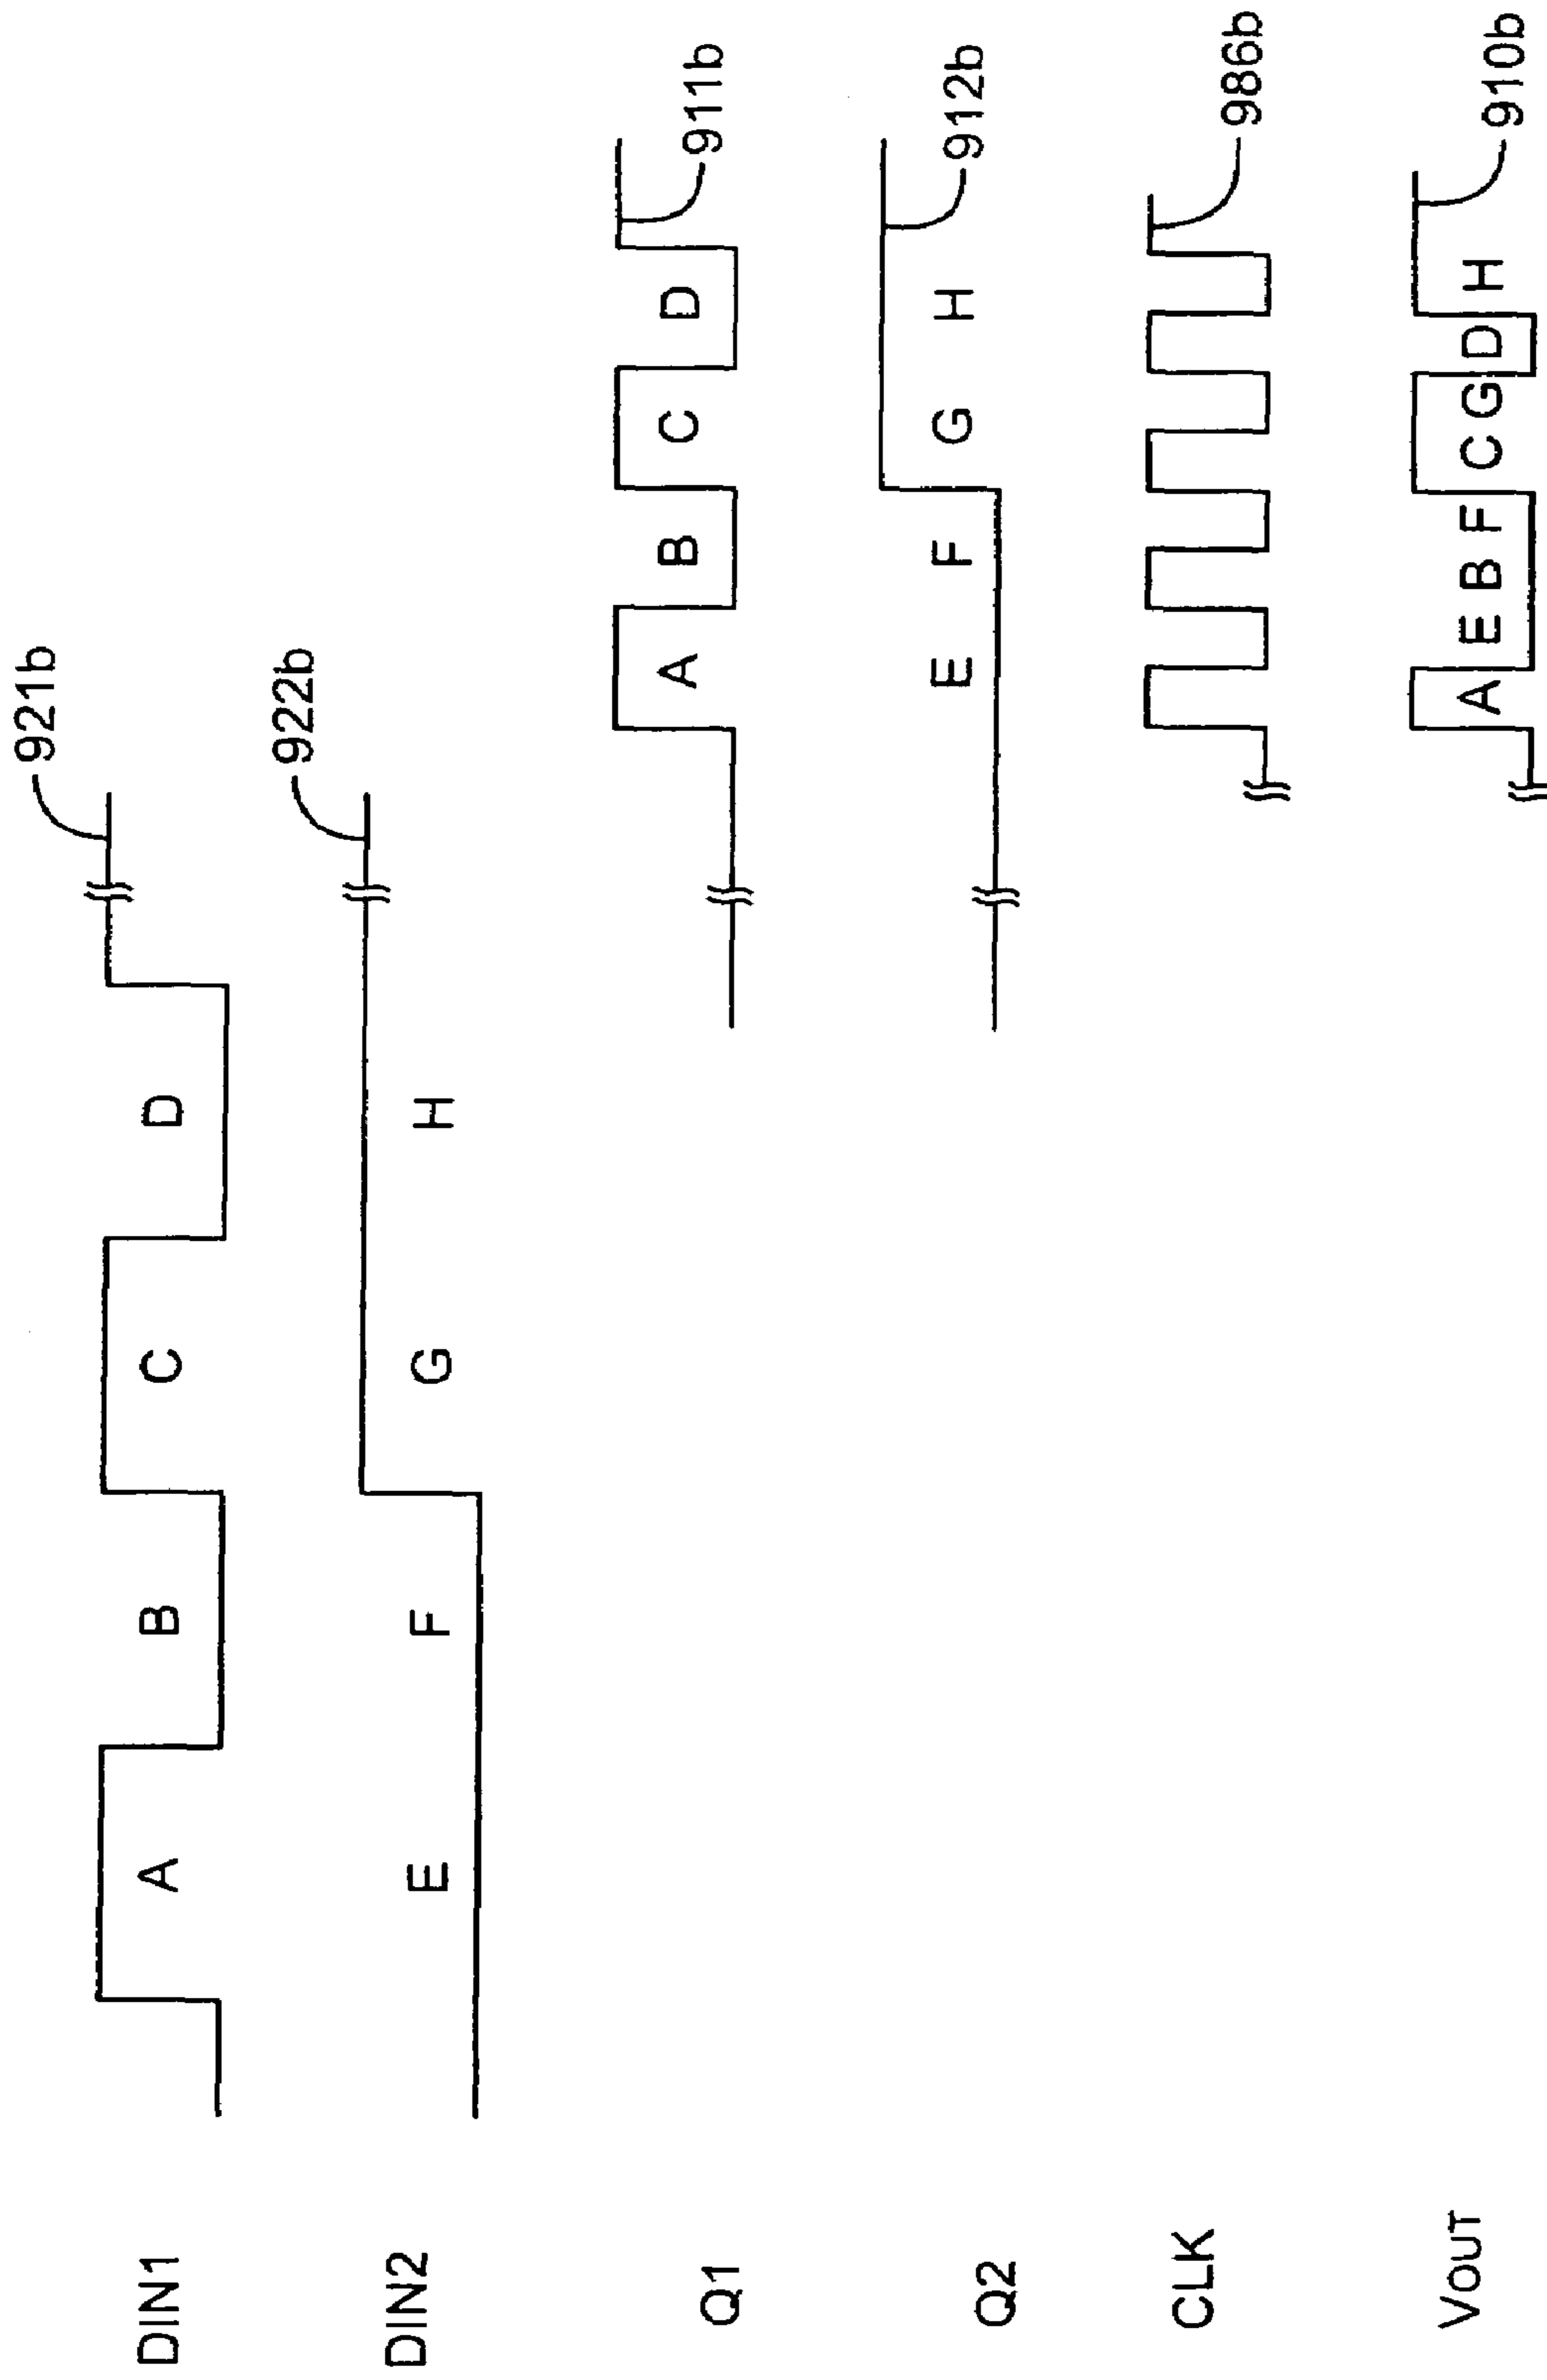 DIN1 A B C D 921b
DIN2 E F G H 922b
Q1 A B C D 911b
Q2 E F G H 912b
CLK 986b
VOUT A E B F C G D H 910b